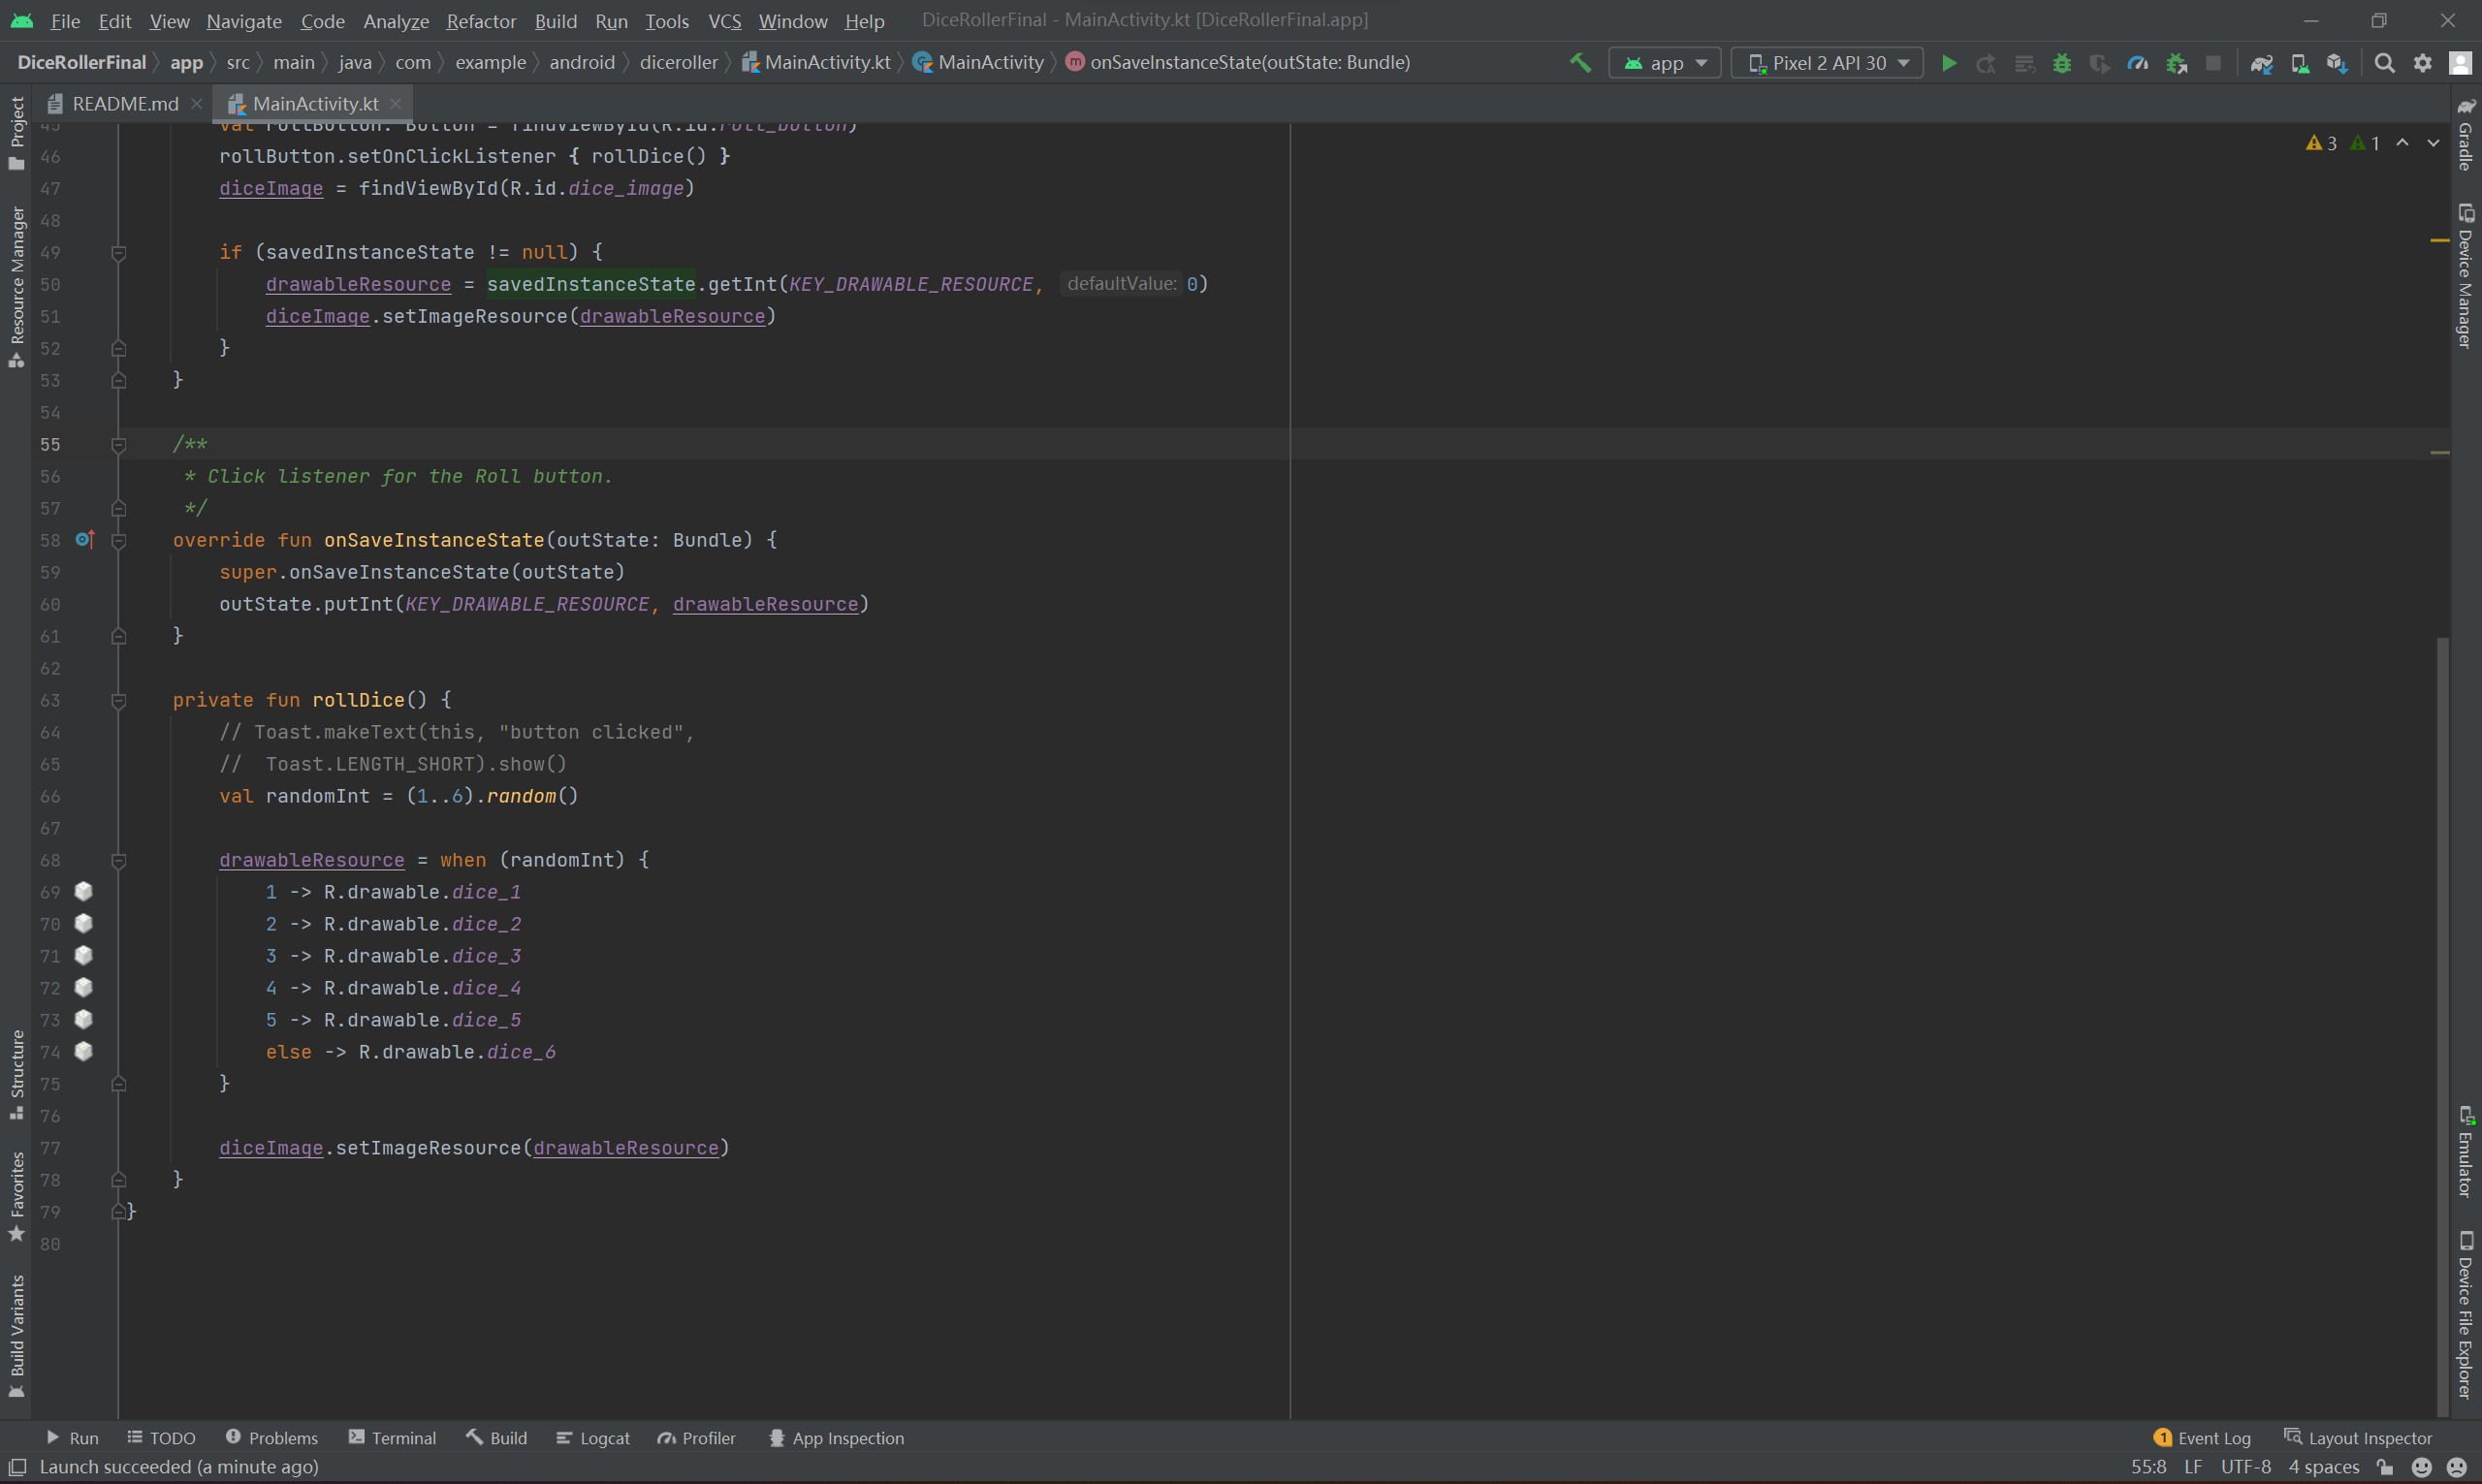 File Edit View Navigate Code Analyze Refactor Build Run Tools VCS Window Help DiceRollerFinal - MainActivity.kt [DiceRollerFinal.app]
DiceRollerFinal app src main java com example android diceroller MainActivity.kt MainActivity onSaveInstanceState(outState: Bundle) app Pixel 2 API 30
README.md MainActivity.kt
Project
Resource Manager
Structure
Favorites
Build Variants
3 1
45 val rollButton: Button = findViewById(R.id.roll_button)
46 rollButton.setOnClickListener { rollDice() }
47 diceImage = findViewById(R.id.dice_image)
48
49 if (savedInstanceState != null) {
50 drawableResource = savedInstanceState.getInt(KEY_DRAWABLE_RESOURCE, defaultValue: 0)
51 diceImage.setImageResource(drawableResource)
52 }
53 }
54
55 /**
56 * Click listener for the Roll button.
57 */
58 override fun onSaveInstanceState(outState: Bundle) {
59 super.onSaveInstanceState(outState)
60 outState.putInt(KEY_DRAWABLE_RESOURCE, drawableResource)
61 }
62
63 private fun rollDice() {
64 // Toast.makeText(this, "button clicked",
65 //  Toast.LENGTH_SHORT).show()
66 val randomInt = (1..6).random()
67
68 drawableResource = when (randomInt) {
69 1 -> R.drawable.dice_1
70 2 -> R.drawable.dice_2
71 3 -> R.drawable.dice_3
72 4 -> R.drawable.dice_4
73 5 -> R.drawable.dice_5
74 else -> R.drawable.dice_6
75 }
76
77 diceImage.setImageResource(drawableResource)
78 }
79 }
80
Gradle
Device Manager
Emulator
Device File Explorer
Run TODO Problems Terminal Build Logcat Profiler App Inspection 1 Event Log Layout Inspector
Launch succeeded (a minute ago) 55:8 LF UTF-8 4 spaces